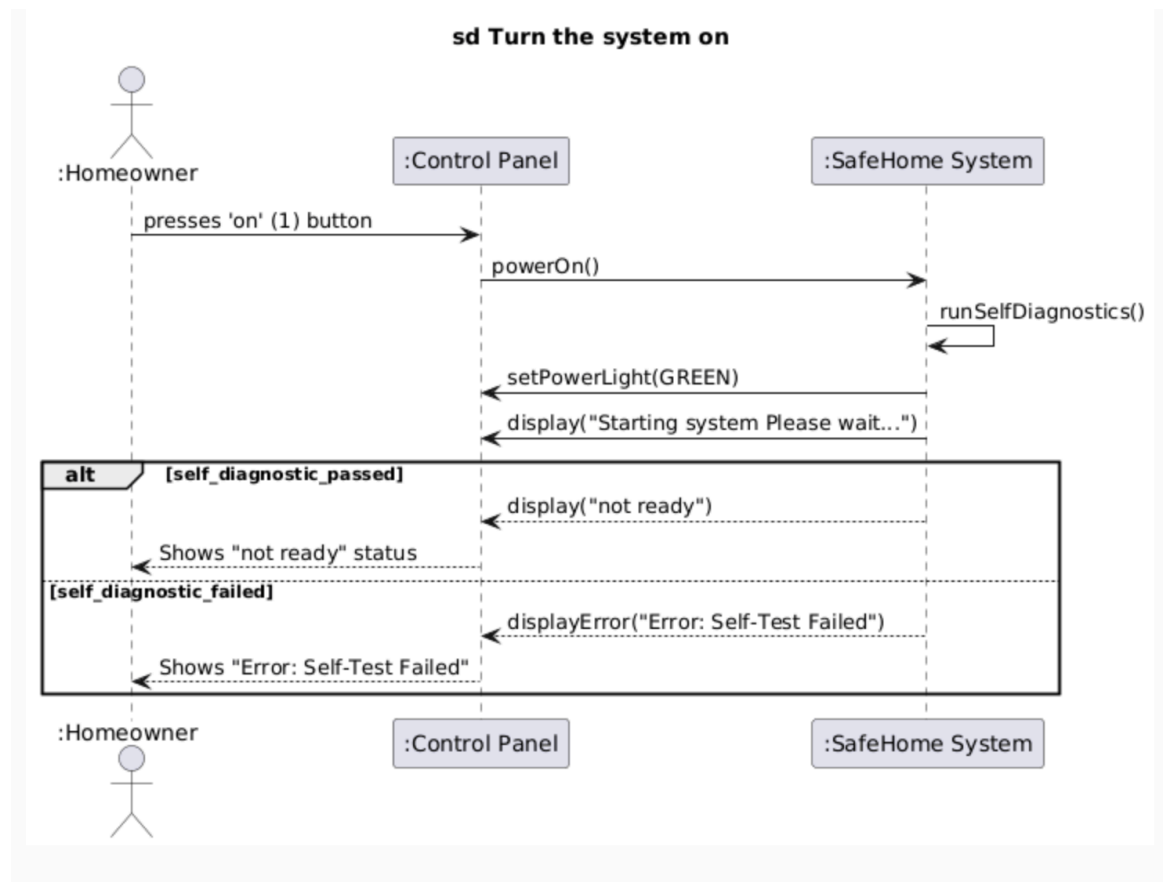 sd Turn the system on
:Homeowner
:Control Panel
:SafeHome System
presses 'on' (1) button
powerOn()
runSelfDiagnostics()
setPowerLight(GREEN)
display("Starting system Please wait...")
alt [self_diagnostic_passed]
display("not ready")
Shows "not ready" status
[self_diagnostic_failed]
displayError("Error: Self-Test Failed")
Shows "Error: Self-Test Failed"
:Homeowner
:Control Panel
:SafeHome System